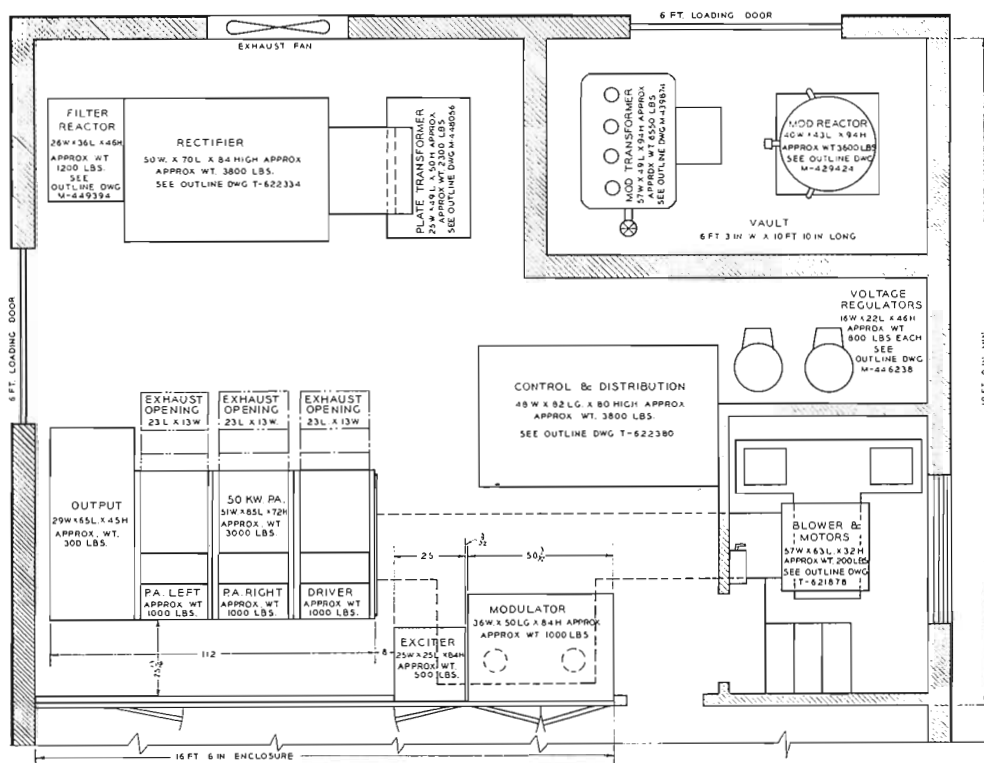 6 FT. LOADING DOOR
EXHAUST FAN
FILTER
REACTOR
26W X 36L X 46H
APPROX WT
1200 LBS.
SEE
OUTLINE DWG
M-449394
RECTIFIER
50W. X 70L X 84 HIGH APPROX
APPROX WT. 3800 LBS.
SEE OUTLINE DWG T-622334
PLATE TRANSFORMER
25W X 49L X 50H APPROX
APPROX WT, 2300 LBS
SEE OUTLINE DWG M-448056
MOD TRANSFORMER
57W X 49L X 94H APPROX
APPROX WT 8550 LBS
SEE OUTLINE DWG M-439874
MOD REACTOR
40W X 43L X 94H
APPROX WT 3600 LBS
SEE OUTLINE DWG
M-429424
VAULT
6 FT 3 IN W X 10 FT 10 IN LONG
6 FT. LOADING DOOR
VOLTAGE
REGULATORS
16W X 22L X 46H
APPROX WT
800 LBS EACH
SEE
OUTLINE DWG
M-446238
CONTROL & DISTRIBUTION
48 W X 82 LG. X 80 HIGH APPROX
APPROX WT. 3800 LBS.
SEE OUTLINE DWG T-622380
EXHAUST
OPENING
23L X 13W
EXHAUST
OPENING
23L X 13W.
EXHAUST
OPENING
23L X 13W
OUTPUT
29W X 65L. X 45H
APPROX, WT.
300 LBS.
50 KW. PA.
51W X 85L X 72H
APPROX. WT
3000 LBS.
BLOWER &
MOTORS
57W X 63L X 32H
APPROX WT. 200 LBS
SEE OUTLINE DWG
T-621878
P.A. LEFT
APPROX WT
1000 LBS.
P.A. RIGHT
APPROX. WT
1000 LBS.
DRIVER
APPROX WT
1000 LBS.
25
50
MODULATOR
36W. X 50 LG X 84H APPROX
APPROX WT 1000 LBS
EXCITER
25W X 25L X 84H
APPROX WT.
500 LBS.
112
8
16 FT 6 IN ENCLOSURE